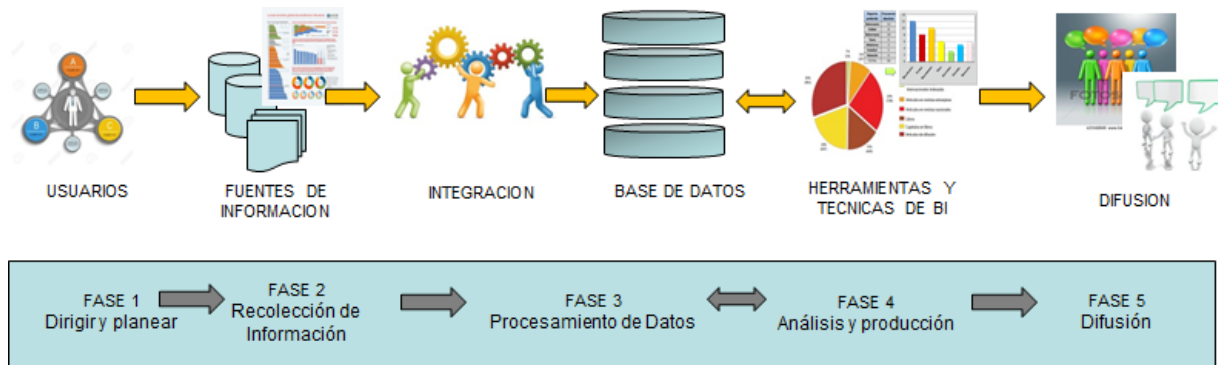 A
B
C
USUARIOS
FUENTES DE
INFORMACION
INTEGRACION
BASE DE DATOS
HERRAMIENTAS Y
TECNICAS DE BI
DIFUSION
FASE 1
Dirigir y planear
FASE 2
Recolección de
Información
FASE 3
Procesamiento de Datos
FASE 4
Análisis y producción
FASE 5
Difusión